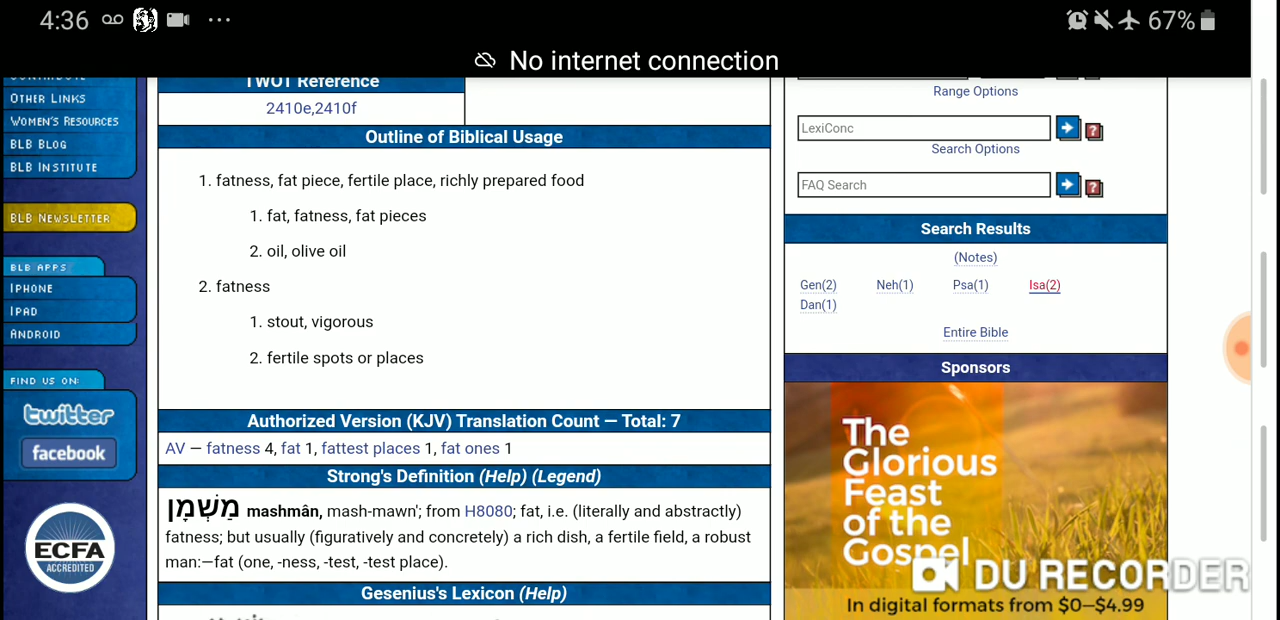 4:36
67%
No internet connection
OTHER LINKS
WOMEN'S RESOURCES
BLB BLOG
BLB INSTITUTE
BLB NEWSLETTER
BLB APPS
IPHONE
IPAD
ANDROID
FIND US ON:
twitter
facebook
ECFA
ACCREDITED
TWOT Reference
2410e,2410f
Outline of Biblical Usage
1. fatness, fat piece, fertile place, richly prepared food
1. fat, fatness, fat pieces
2. oil, olive oil
2. fatness
1. stout, vigorous
2. fertile spots or places
Authorized Version (KJV) Translation Count — Total: 7
AV — fatness 4, fat 1, fattest places 1, fat ones 1
Strong's Definition (Help) (Legend)
מַשְׁמָן mashmân, mash-mawn'; from H8080; fat, i.e. (literally and abstractly)
fatness; but usually (figuratively and concretely) a rich dish, a fertile field, a robust
man:—fat (one, -ness, -test, -test place).
Gesenius's Lexicon (Help)
Range Options
LexiConc
?
Search Options
FAQ Search
?
Search Results
(Notes)
Gen(2) Neh(1) Psa(1) Isa(2)
Dan(1)
Entire Bible
Sponsors
The
Glorious
Feast
of the
Gospel
DU RECORDER
In digital formats from $0—$4.99